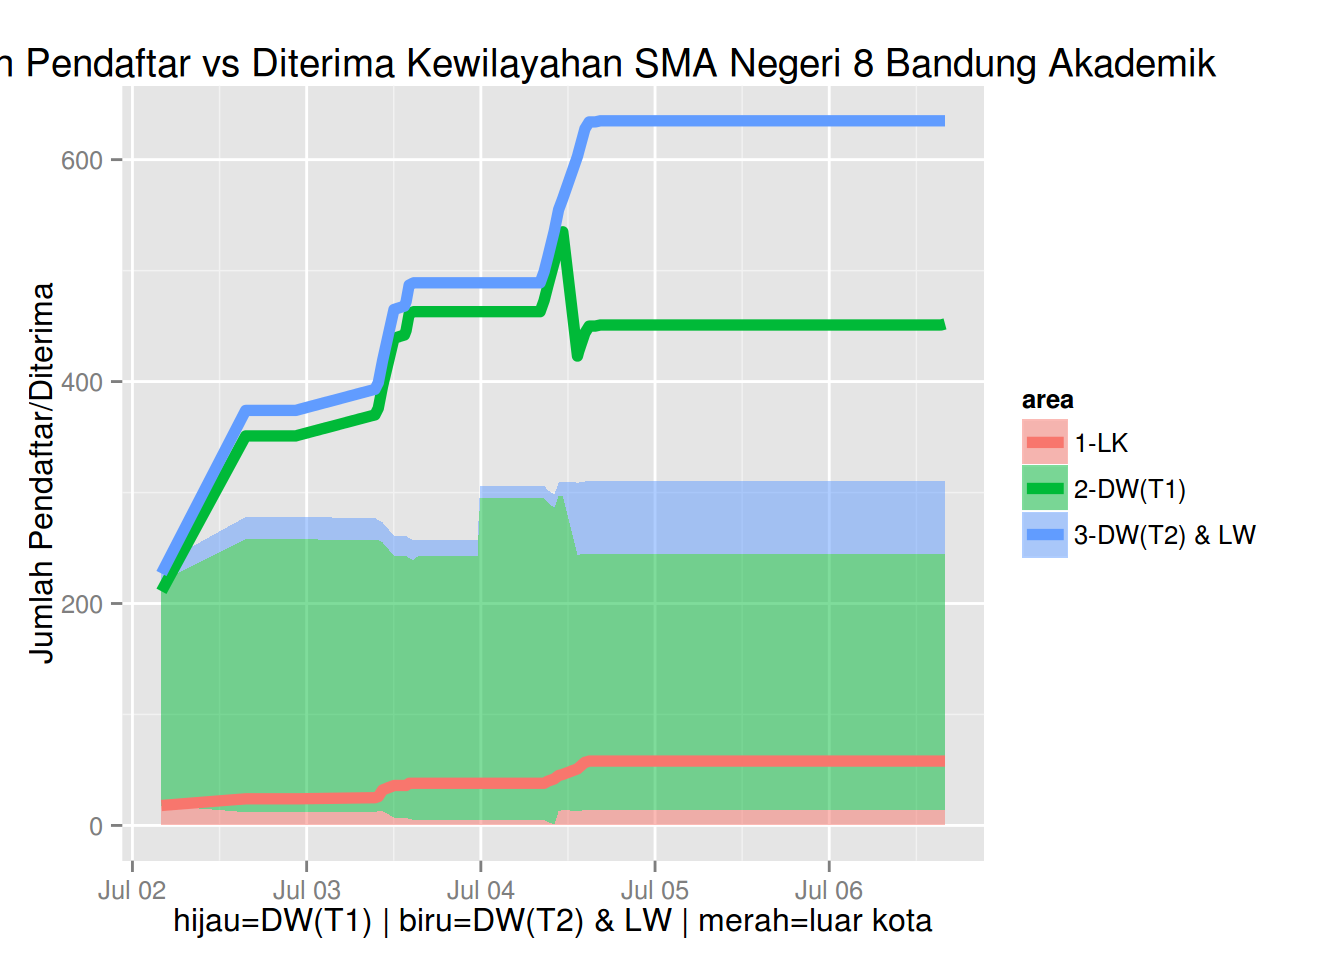 Pendaftar vs Diterima Kewilayahan SMA Negeri 8 Bandung Akademik
Jumlah Pendaftar/Diterima
600
400
200
0
Jul 02 Jul 03 Jul 04 Jul 05 Jul 06
hijau=DW(T1) | biru=DW(T2) & LW | merah=luar kota
area
1-LK
2-DW(T1)
3-DW(T2) & LW